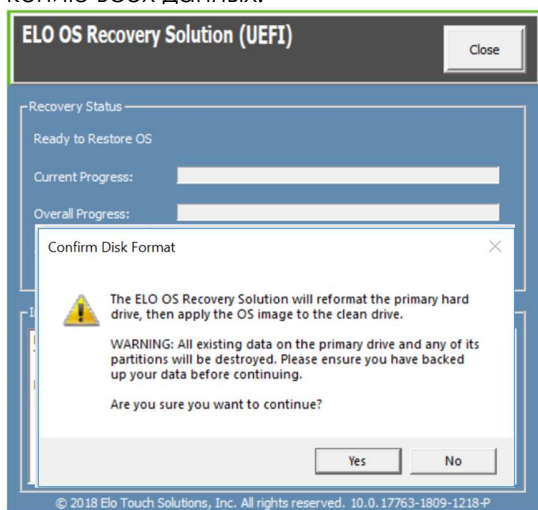 копию всех данных.
ELO OS Recovery Solution (UEFI)
Close
Recovery Status
Ready to Restore OS
Current Progress:
Overall Progress:
Confirm Disk Format
The ELO OS Recovery Solution will reformat the primary hard
drive, then apply the OS image to the clean drive.
WARNING: All existing data on the primary drive and any of its
partitions will be destroyed. Please ensure you have backed
up your data before continuing.
Are you sure you want to continue?
Yes
No
© 2018 Elo Touch Solutions, Inc. All rights reserved. 10.0.17763-1809-1218-P